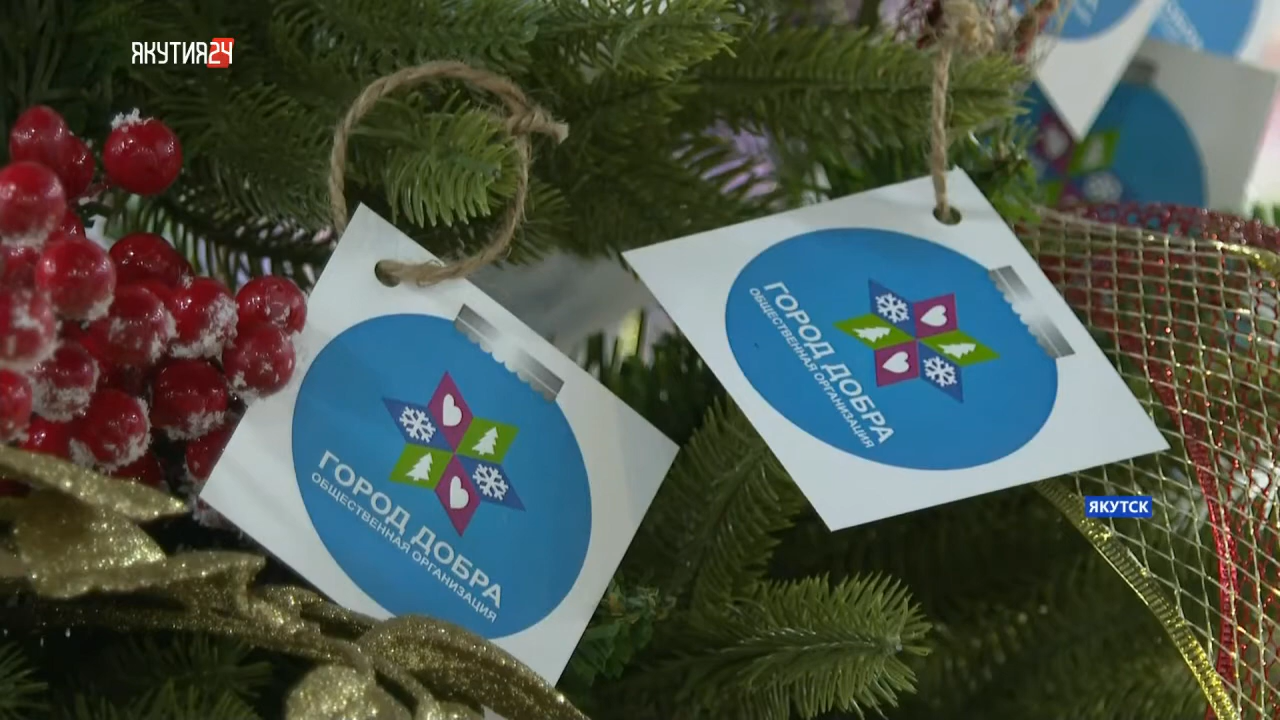 ЯКУТИЯ24
ГОРОД ДОБРА
ОБЩЕСТВЕННАЯ ОРГАНИЗАЦИЯ
ГОРОД ДОБРА
ОБЩЕСТВЕННАЯ ОРГАНИЗАЦИЯ
ЯКУТСК